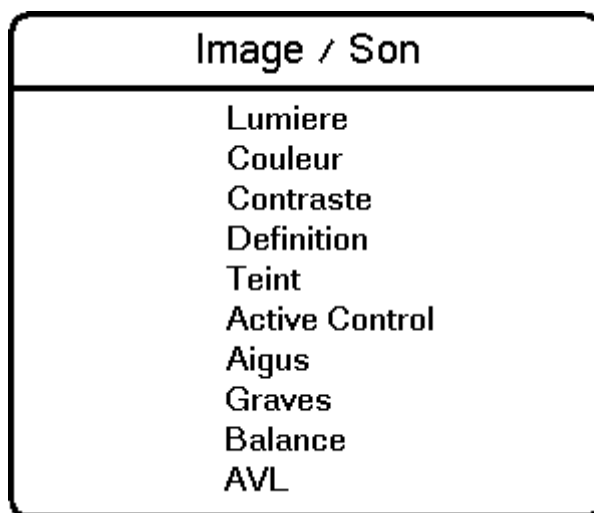 Image / Son
Lumiere
Couleur
Contraste
Definition
Teint
Active Control
Aigus
Graves
Balance
AVL